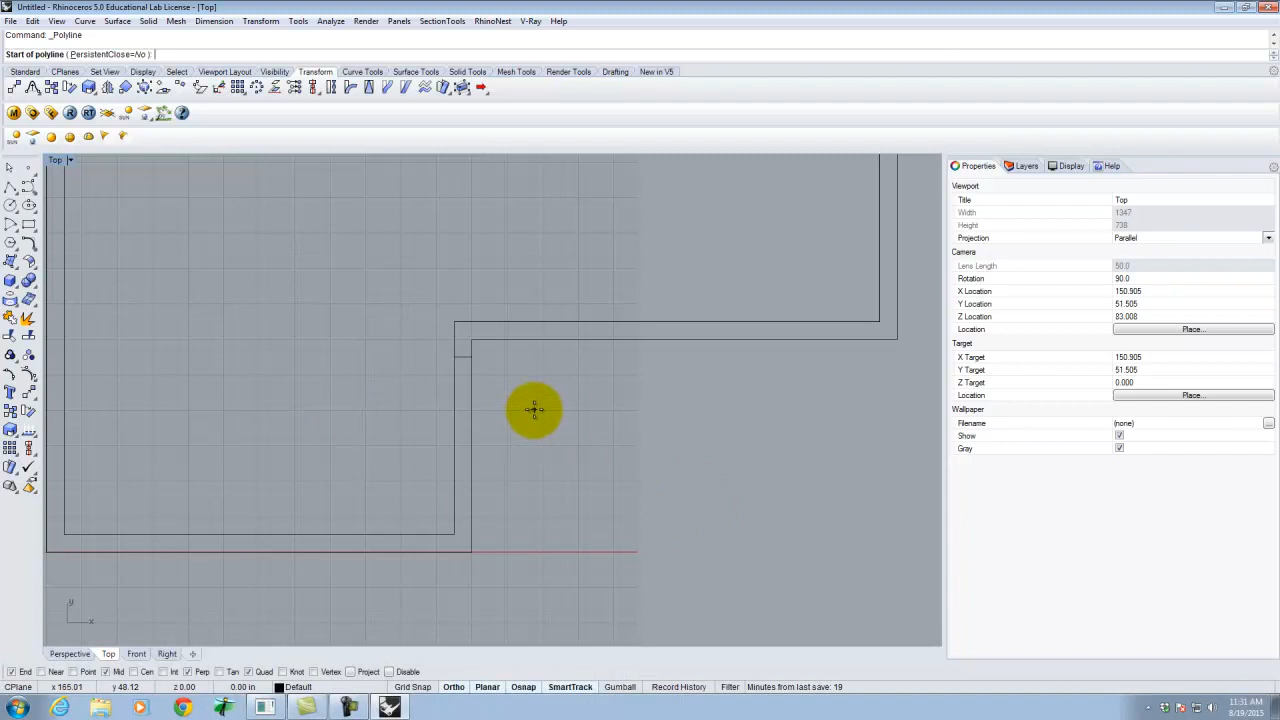 Untitled - Rhinoceros 5.0 Educational Lab License - [Top]
File Edit View Curve Surface Solid Mesh Dimension Transform Tools Analyze Render Panels SectionTools RhinoNest V-Ray Help
Command: _Polyline
Start of polyline ( PersistentClose=No ):
Standard CPlanes Set View Display Select Viewport Layout Visibility Transform Curve Tools Surface Tools Solid Tools Mesh Tools Render Tools Drafting New in V5
M R RT SUN
SUN
Top
Properties Layers Display Help
Viewport
Title Top
Width 1347
Height 738
Projection Parallel
Camera
Lens Length 50.0
Rotation 90.0
X Location 150.905
Y Location 51.505
Z Location 83.008
Location Place...
Target
X Target 150.905
Y Target 51.505
Z Target 0.000
Location Place...
Wallpaper
Filename (none) ...
Show
Gray
y
x
Perspective Top Front Right
End Near Point Mid Cen Int Perp Tan Quad Knot Vertex Project Disable
CPlane x 165.01 y 48.12 z 0.00 0.00 in Default Grid Snap Ortho Planar Osnap SmartTrack Gumball Record History Filter Minutes from last save: 19
11:31 AM
8/19/2015